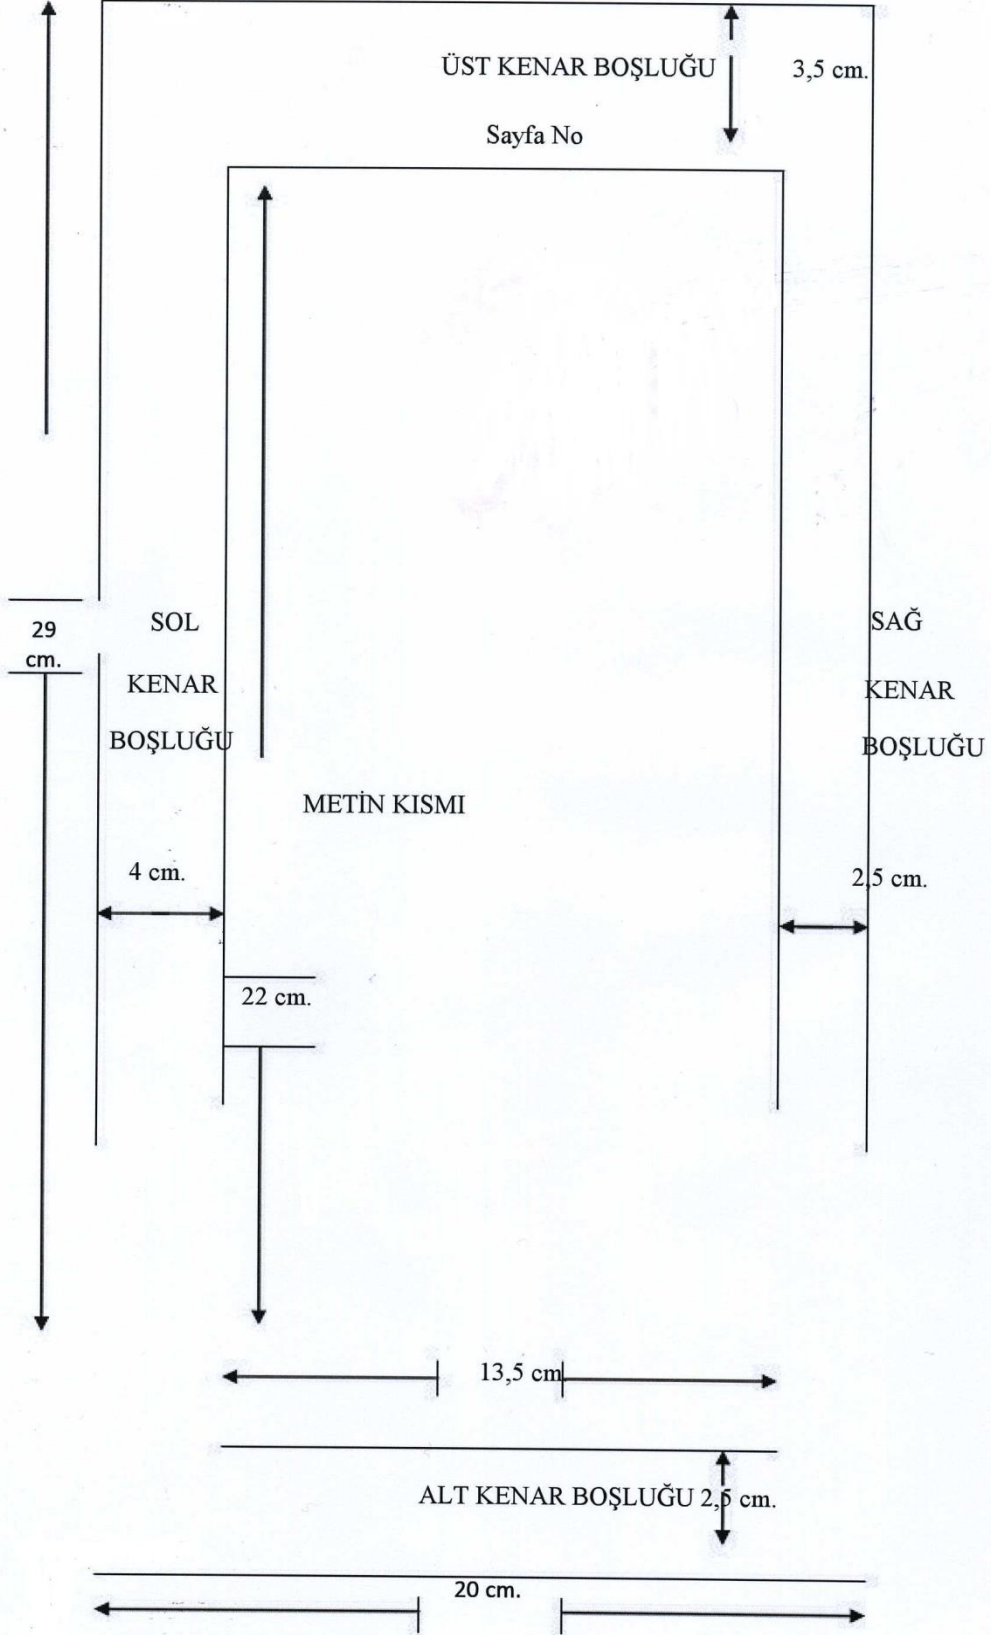 ÜST KENAR BOŞLUĞU 3,5 cm.
Sayfa No
29
cm.
SOL
KENAR
BOŞLUĞU
SAĞ
KENAR
BOŞLUĞU
METİN KISMI
4 cm.
2,5 cm.
22 cm.
13,5 cm
ALT KENAR BOŞLUĞU 2,5 cm.
20 cm.